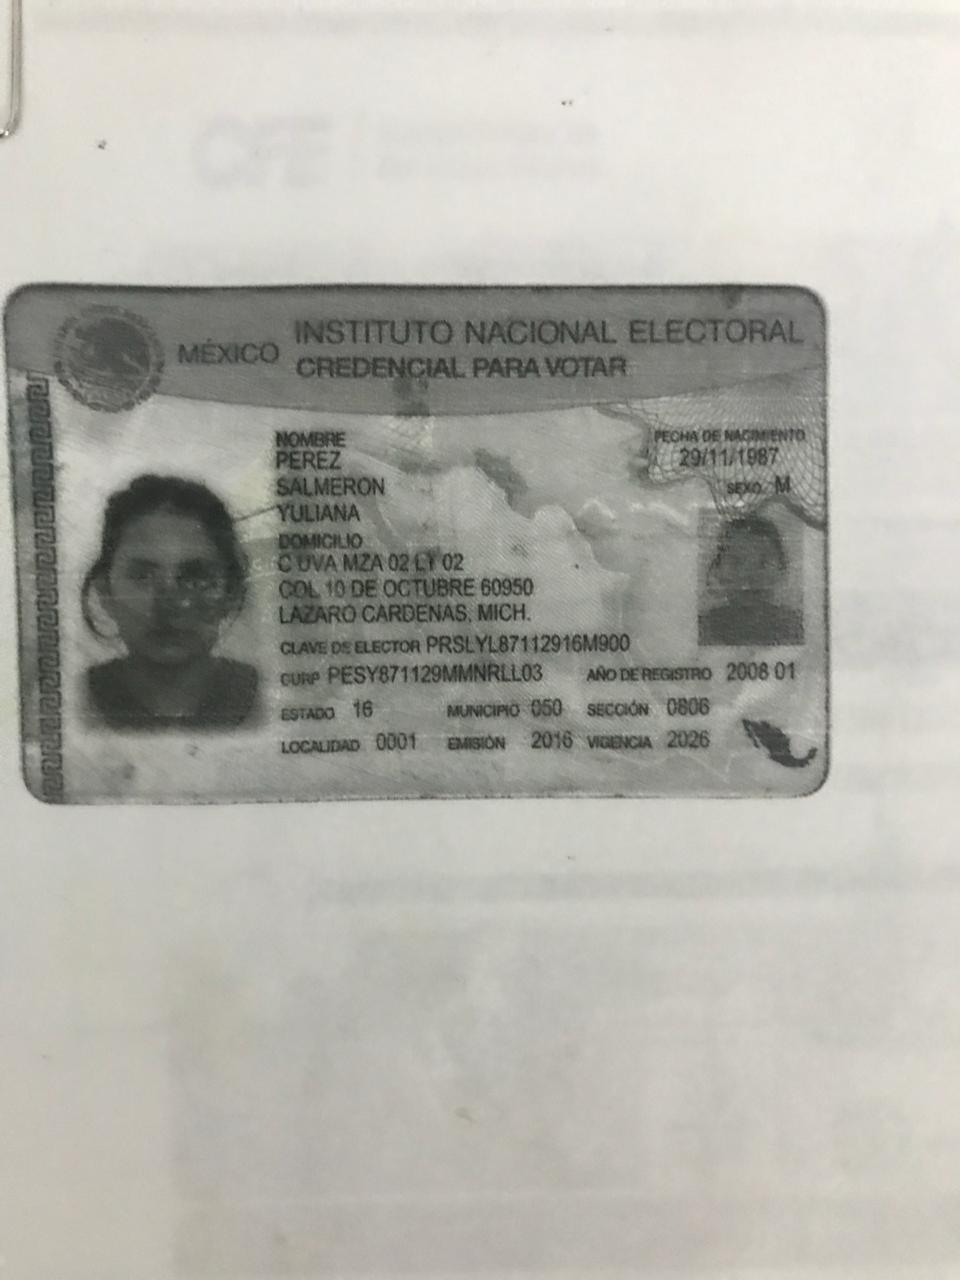 MÉXICO
INSTITUTO NACIONAL ELECTORAL
CREDENCIAL PARA VOTAR
NOMBRE
PEREZ
SALMERON
YULIANA
FECHA DE NACIMIENTO
29/11/1987
SEXO M
DOMICILIO
C UVA MZA 02 LT 02
COL 10 DE OCTUBRE 60950
LAZARO CARDENAS, MICH.
CLAVE DE ELECTOR PRSLYL87112916M900
CURP PESY871129MMNRLL03 AÑO DE REGISTRO 2008 01
ESTADO 16 MUNICIPIO 050 SECCIÓN 0806
LOCALIDAD 0001 EMISIÓN 2016 VIGENCIA 2026